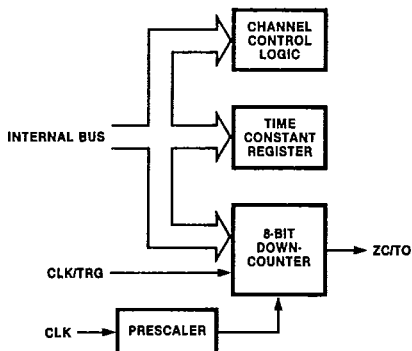 CHANNEL
CONTROL
LOGIC
INTERNAL BUS
TIME
CONSTANT
REGISTER
8-BIT
DOWN-
COUNTER
ZC/TO
CLK/TRG
CLK
PRESCALER